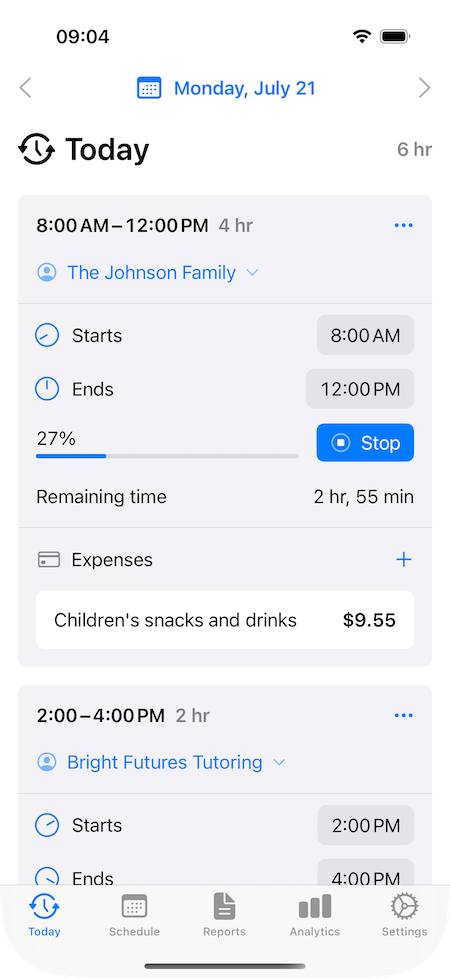 09:04
Monday, July 21
Today 6 hr
8:00 AM – 12:00 PM 4 hr
The Johnson Family
Starts 8:00 AM
Ends 12:00 PM
27% Stop
Remaining time 2 hr, 55 min
Expenses
Children's snacks and drinks $9.55
2:00 – 4:00 PM 2 hr
Bright Futures Tutoring
Starts 2:00 PM
Ends 4:00 PM
Today Schedule Reports Analytics Settings